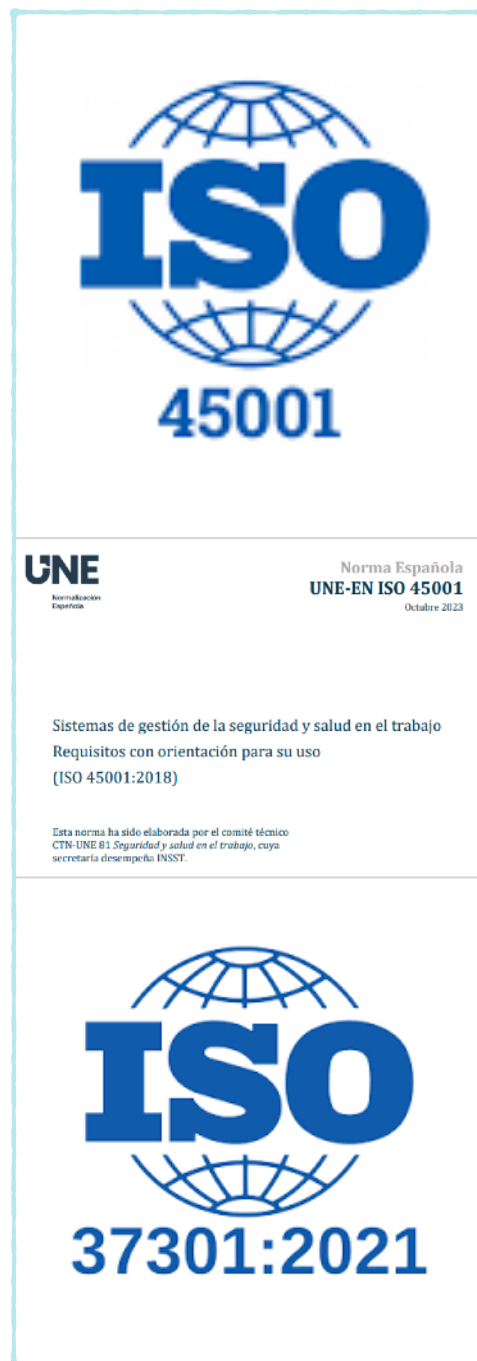 ISO
45001
UNE
Normalización
Española
Norma Española
UNE-EN ISO 45001
Octubre 2023
Sistemas de gestión de la seguridad y salud en el trabajo
Requisitos con orientación para su uso
(ISO 45001:2018)
Esta norma ha sido elaborada por el comité técnico
CTN-UNE 81 Seguridad y salud en el trabajo, cuya
secretaría desempeña INSST.
ISO
37301:2021